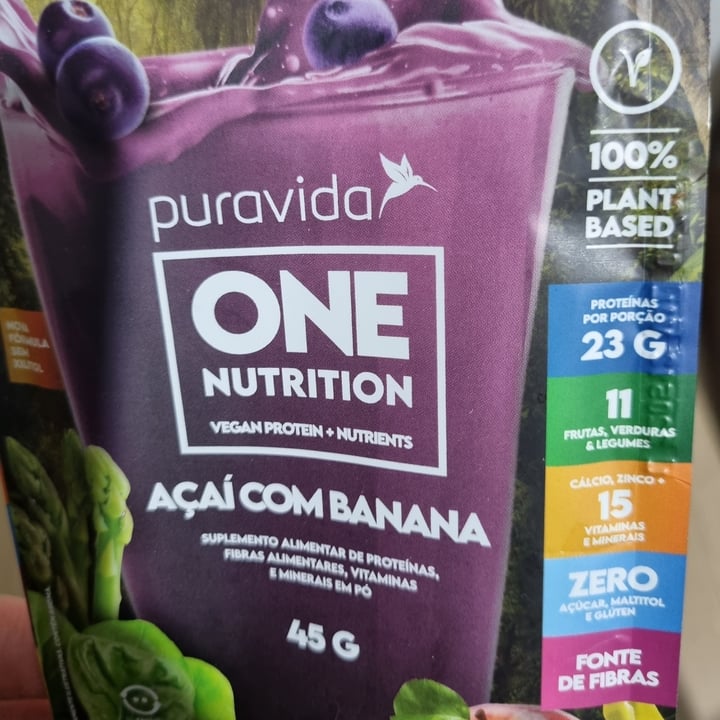 puravida
ONE
NUTRITION
VEGAN PROTEIN + NUTRIENTS
AÇAÍ COM BANANA
SUPLEMENTO ALIMENTAR DE PROTEÍNAS,
FIBRAS ALIMENTARES, VITAMINAS
E MINERAIS EM PÓ
45 G
NOVA
FÓRMULA
SEM
XILITOL
V
100%
PLANT
BASED
PROTEÍNAS
POR PORÇÃO
23 G
11
FRUTAS, VERDURAS
& LEGUMES
CÁLCIO, ZINCO +
15
VITAMINAS
E MINERAIS
ZERO
AÇÚCAR, MALTITOL
E GLÚTEN
FONTE
DE FIBRAS